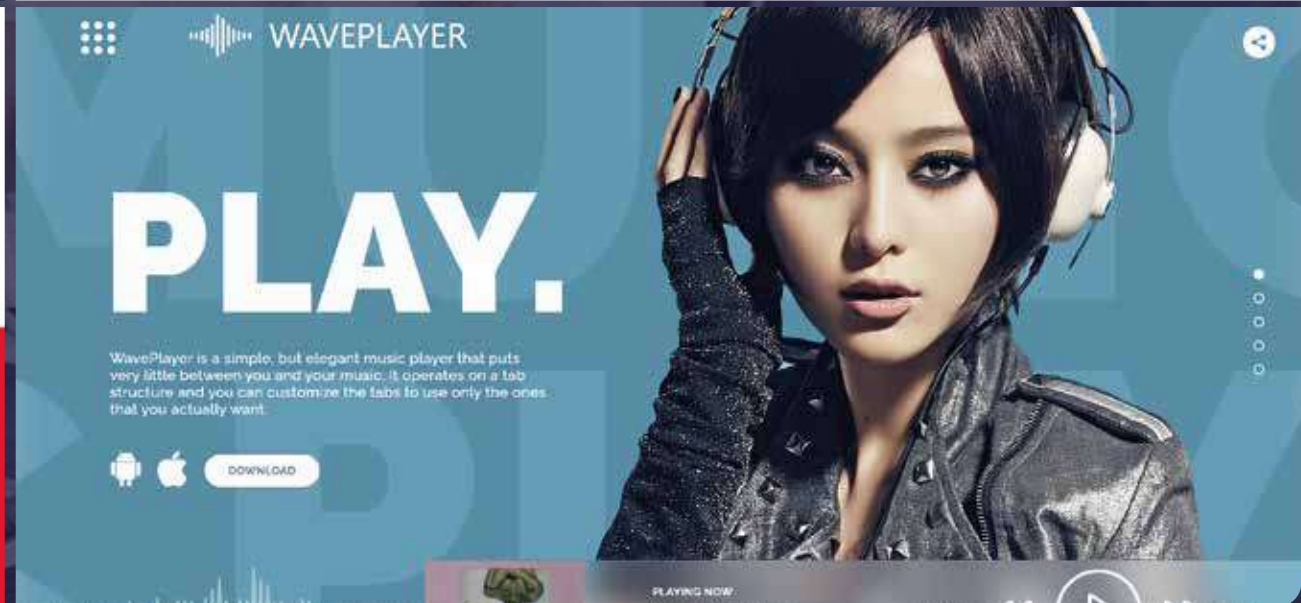 WAVEPLAYER
PLAY.
WavePlayer is a simple, but elegant music player that puts
very little between you and your music. It operates on a tab
structure and you can customize the tabs to use only the ones
that you actually want.
DOWNLOAD
PLAYING NOW